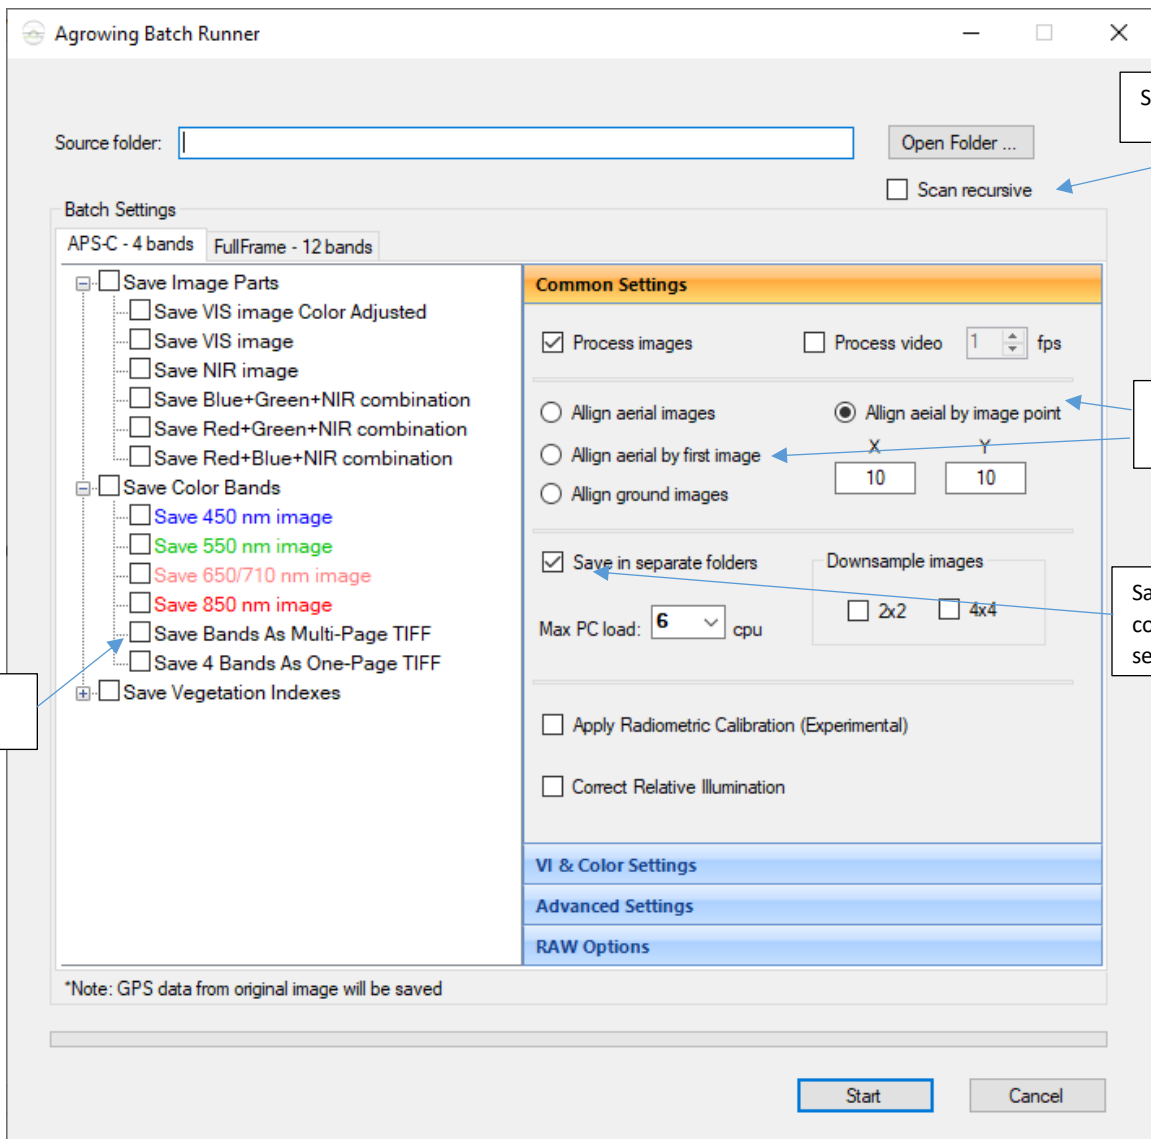 Agrowing Batch Runner
Source folder:
Open Folder ...
Scan recursive
Batch Settings
APS-C - 4 bands
FullFrame - 12 bands
Save Image Parts
Save VIS image Color Adjusted
Save VIS image
Save NIR image
Save Blue+Green+NIR combination
Save Red+Green+NIR combination
Save Red+Blue+NIR combination
Save Color Bands
Save 450 nm image
Save 550 nm image
Save 650/710 nm image
Save 850 nm image
Save Bands As Multi-Page TIFF
Save 4 Bands As One-Page TIFF
Save Vegetation Indexes
Common Settings
Process images
Process video 1 fps
Allign aerial images
Allign aeial by image point
Allign aerial by first image
X Y
10 10
Allign ground images
Save in separate folders
Downsample images
2x2 4x4
Max PC load: 6 cpu
Apply Radiometric Calibration (Experimental)
Correct Relative Illumination
VI & Color Settings
Advanced Settings
RAW Options
*Note: GPS data from original image will be saved
Start
Cancel